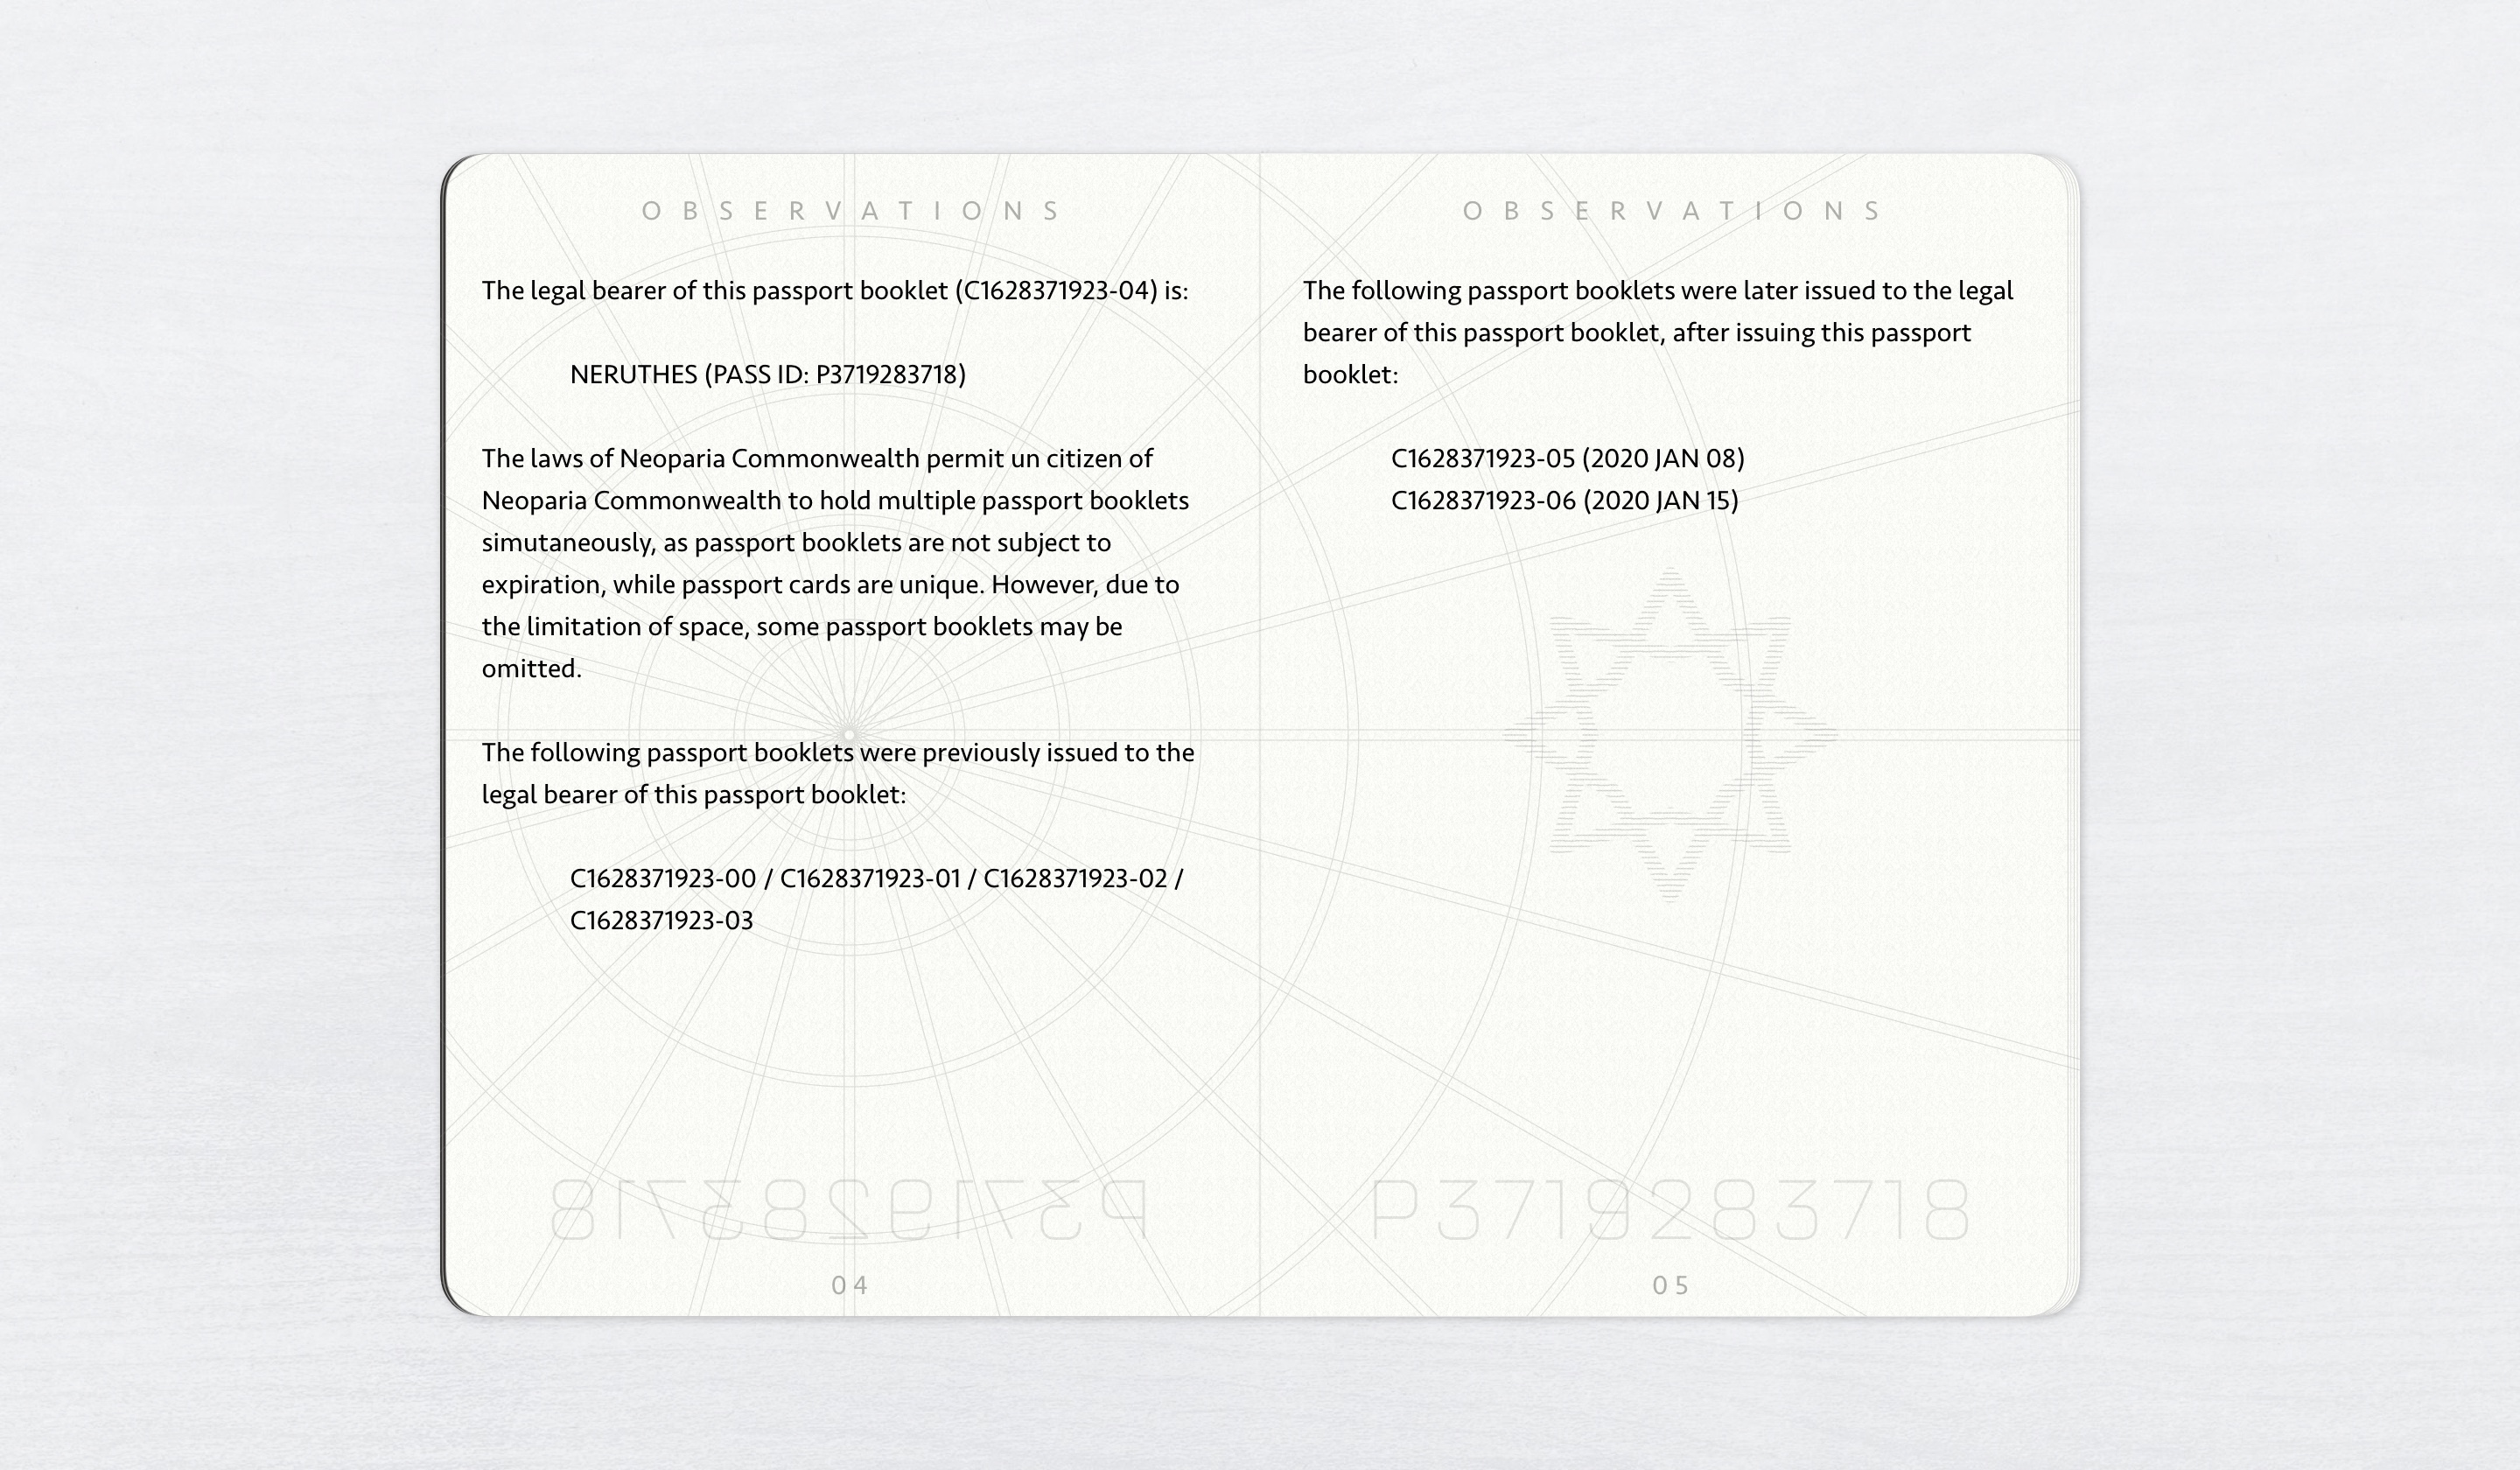 OBSERVATIONS
The legal bearer of this passport booklet (C1628371923-04) is:
NERUTHES (PASS ID: P3719283718)
The laws of Neoparia Commonwealth permit un citizen of
Neoparia Commonwealth to hold multiple passport booklets
simutaneously, as passport booklets are not subject to
expiration, while passport cards are unique. However, due to
the limitation of space, some passport booklets may be
omitted.
The following passport booklets were previously issued to the
legal bearer of this passport booklet:
C1628371923-00 / C1628371923-01 / C1628371923-02 /
C1628371923-03
P3719283718
04
OBSERVATIONS
The following passport booklets were later issued to the legal
bearer of this passport booklet, after issuing this passport
booklet:
C1628371923-05 (2020 JAN 08)
C1628371923-06 (2020 JAN 15)
P3719283718
05